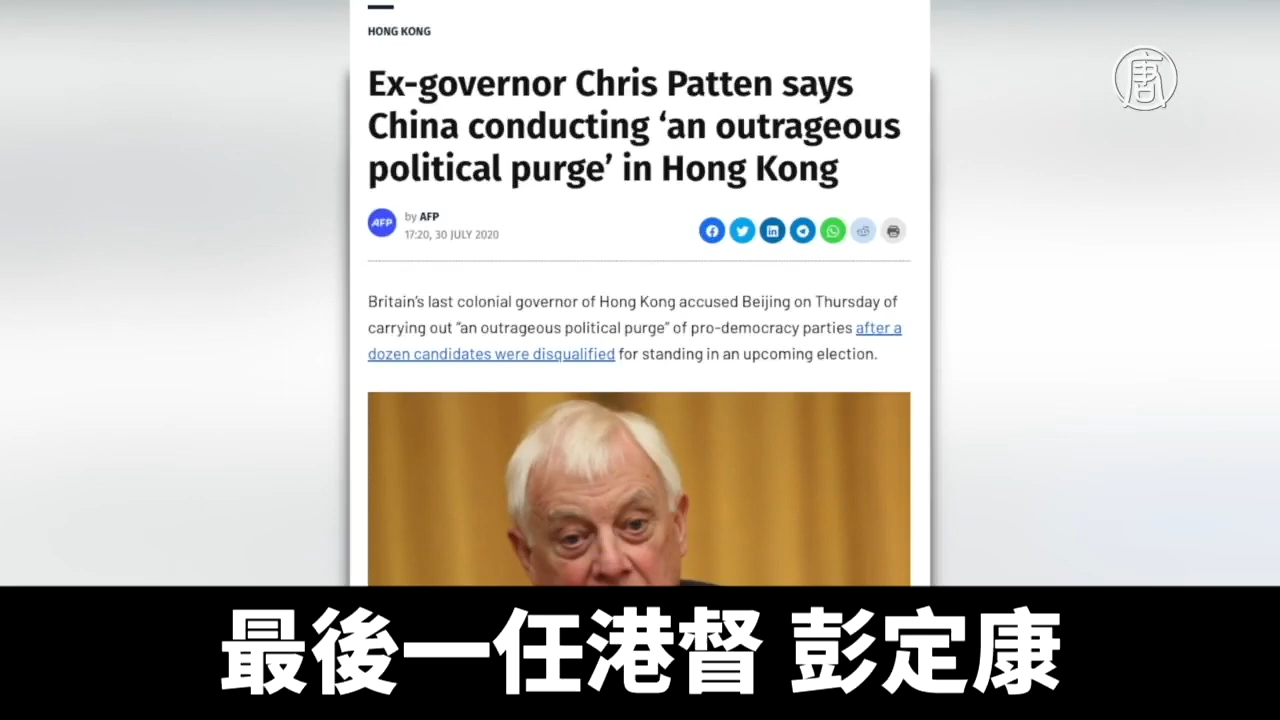 HONG KONG
Ex-governor Chris Patten says
China conducting ‘an outrageous
political purge’ in Hong Kong
AFP
by AFP
17:20, 30 JULY 2020
Britain’s last colonial governor of Hong Kong accused Beijing on Thursday of
carrying out “an outrageous political purge” of pro-democracy parties after a
dozen candidates were disqualified for standing in an upcoming election.
唐
最後一任港督 彭定康